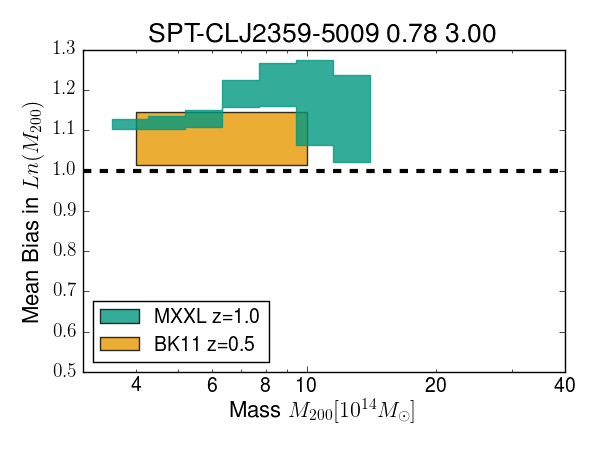 SPT-CLJ2359-5009 0.78 3.00
1.3
1.2
1.1
1.0
0.9
0.8
0.7
0.6
0.5
Mean Bias in Ln(M₂₀₀)
MXXL z=1.0
BK11 z=0.5
4 6 8 10 20 40
Mass M₂₀₀[10¹⁴M☉]